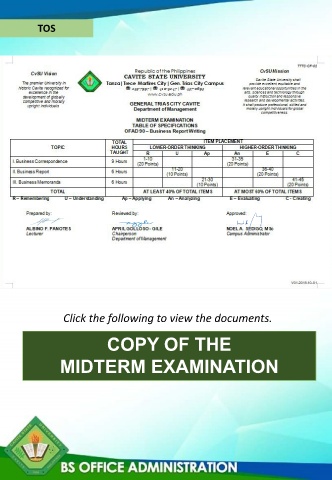 TOS
TPRD-QF-02
CvSU Vision
The premier University in
historic Cavite recognized for
excellence in the
development of globally
competitive and morally
upright individuals
Republic of the Philippines
CAVITE STATE UNIVERSITY
Tanza | Trece Martires City | Gen. Trias City Campus
www.cvsu.edu.ph
CvSU Mission
Cavite State University shall
provide excellent, equitable and
relevant educational opportunities in the
arts, sciences and technology through
quality instruction and responsive
research and development activities.
It shall produce professional, skilled and
morally upright individuals for global
competitiveness.
GENERAL TRIAS CITY CAVITE
Department of Management
MIDTERM EXAMINATION
TABLE OF SPECIFICATIONS
OFAD 90 – Business Report Writing
TOPIC TOTAL HOURS TAUGHT ITEM PLACEMENT
LOWER-ORDER THINKING HIGHER-ORDER THINKING
R U Ap An E C
I. Business Correspondence 9 Hours 1-10 (20 Points) 31-35 (20 Points)
II. Business Report 6 Hours 11-20 (10 Points) 36-40 (20 Points)
III. Business Memoranda 6 Hours 21-30 (10 Points) 41-45 (20 Points)
TOTAL AT LEAST 40% OF TOTAL ITEMS AT MOST 60% OF TOTAL ITEMS
R – Remembering U – Understanding Ap – Applying An – Analyzing E – Evaluating C - Creating
Prepared by: Reviewed by: Approved:
ALBINO F. PANOTES APRIL GOLLOSO - GILE NOEL A. SEDIGO, MSc
Lecturer Chairperson Campus Administrator
Department of Management
Click the following to view the documents.
COPY OF THE
MIDTERM EXAMINATION
BS OFFICE ADMINISTRATION